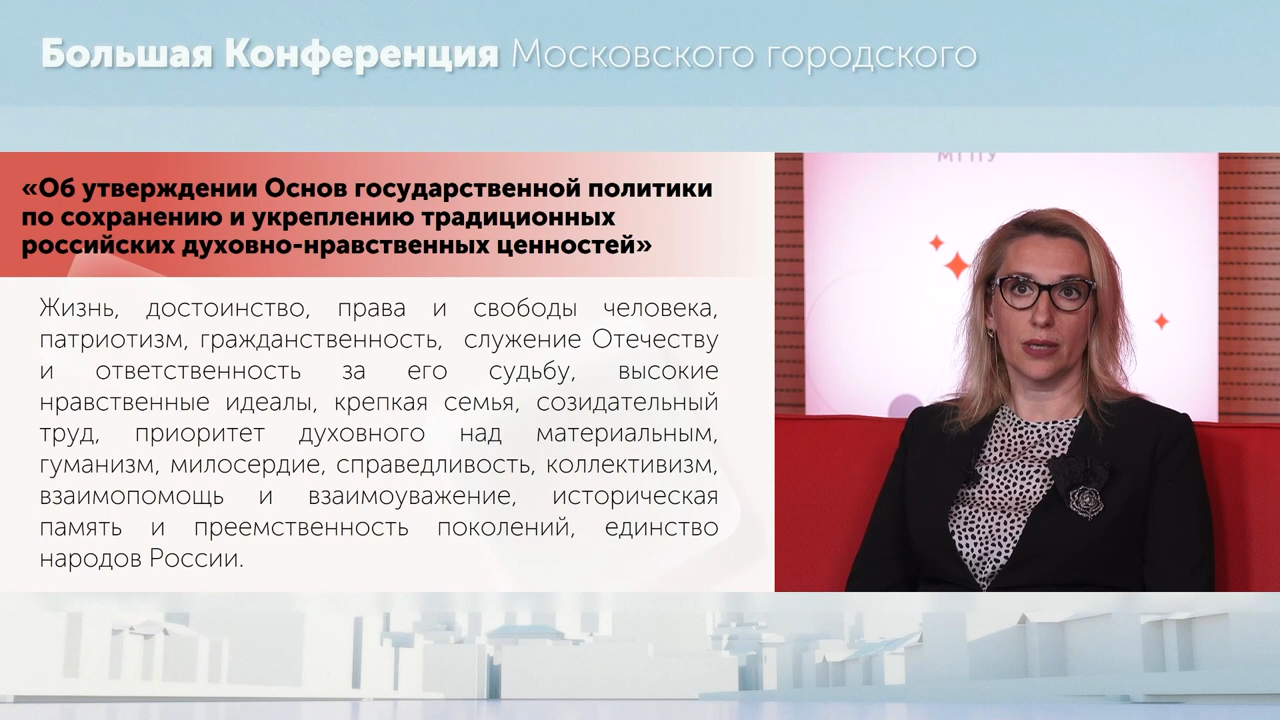 Большая Конференция Московского городского
МГПУ
«Об утверждении Основ государственной политики
по сохранению и укреплению традиционных
российских духовно-нравственных ценностей»
Жизнь, достоинство, права и свободы человека,
патриотизм, гражданственность, служение Отечеству
и ответственность за его судьбу, высокие
нравственные идеалы, крепкая семья, созидательный
труд, приоритет духовного над материальным,
гуманизм, милосердие, справедливость, коллективизм,
взаимопомощь и взаимоуважение, историческая
память и преемственность поколений, единство
народов России.